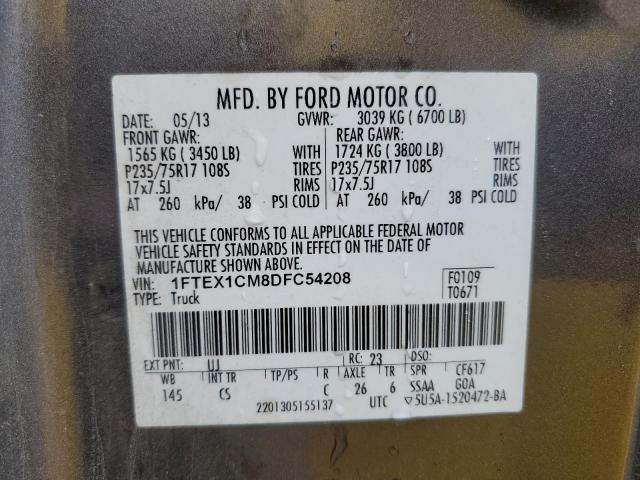 MFD. BY FORD MOTOR CO.
DATE: 05/13 GVWR: 3039 KG ( 6700 LB)
FRONT GAWR: REAR GAWR:
1565 KG ( 3450 LB) WITH 1724 KG ( 3800 LB) WITH
P235/75R17 108S TIRES P235/75R17 108S TIRES
17x7.5J RIMS 17x7.5J RIMS
AT 260 kPa/ 38 PSI COLD AT 260 kPa/ 38 PSI COLD
THIS VEHICLE CONFORMS TO ALL APPLICABLE FEDERAL MOTOR
VEHICLE SAFETY STANDARDS IN EFFECT ON THE DATE OF
MANUFACTURE SHOWN ABOVE.
VIN: 1FTEX1CM8DFC54208 F0109
TYPE: Truck T0671
EXT PNT: UJ RC: 23 DSO:
WB INT TR TP/PS R AXLE TR SPR CF617
145 CS C 26 6 SSAA GOA
2201305155137 UTC ▽5U5A-1520472-BA